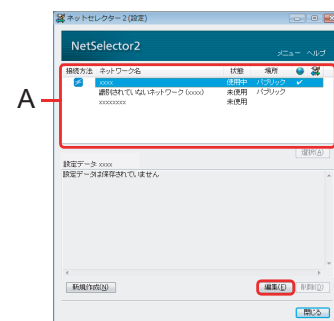 ネットセレクター2(設定)
NetSelector2
メニュー ヘルプ
接続方法 ネットワーク名 状態 場所
xxxx 使用中 パブリック
A
識別されていないネットワーク(xxxx) 未使用 パブリック
xxxxxxxx 未使用
選択(A)
設定データ: xxxx
設定データは保存されていません
新規作成(N) 編集(E) 削除(D)
閉じる